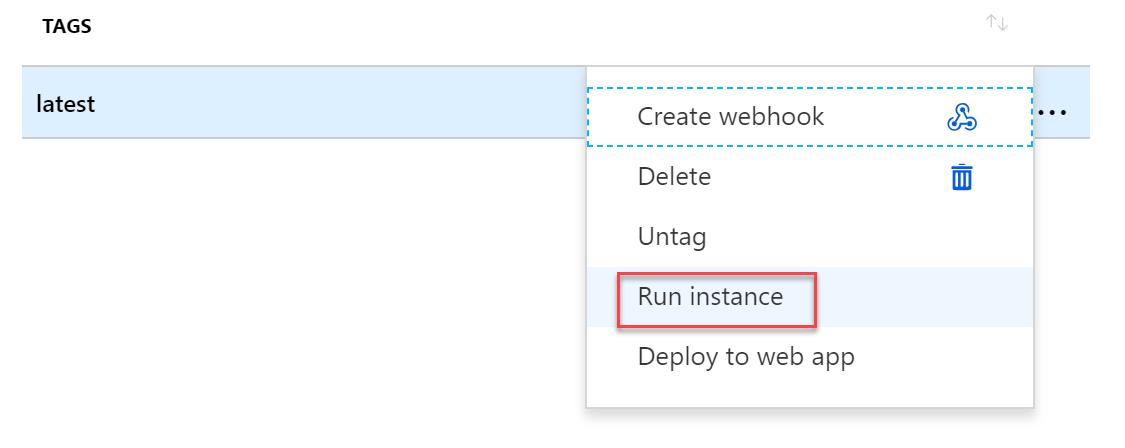 TAGS
latest
Create webhook
...
Delete
Untag
Run instance
Deploy to web app